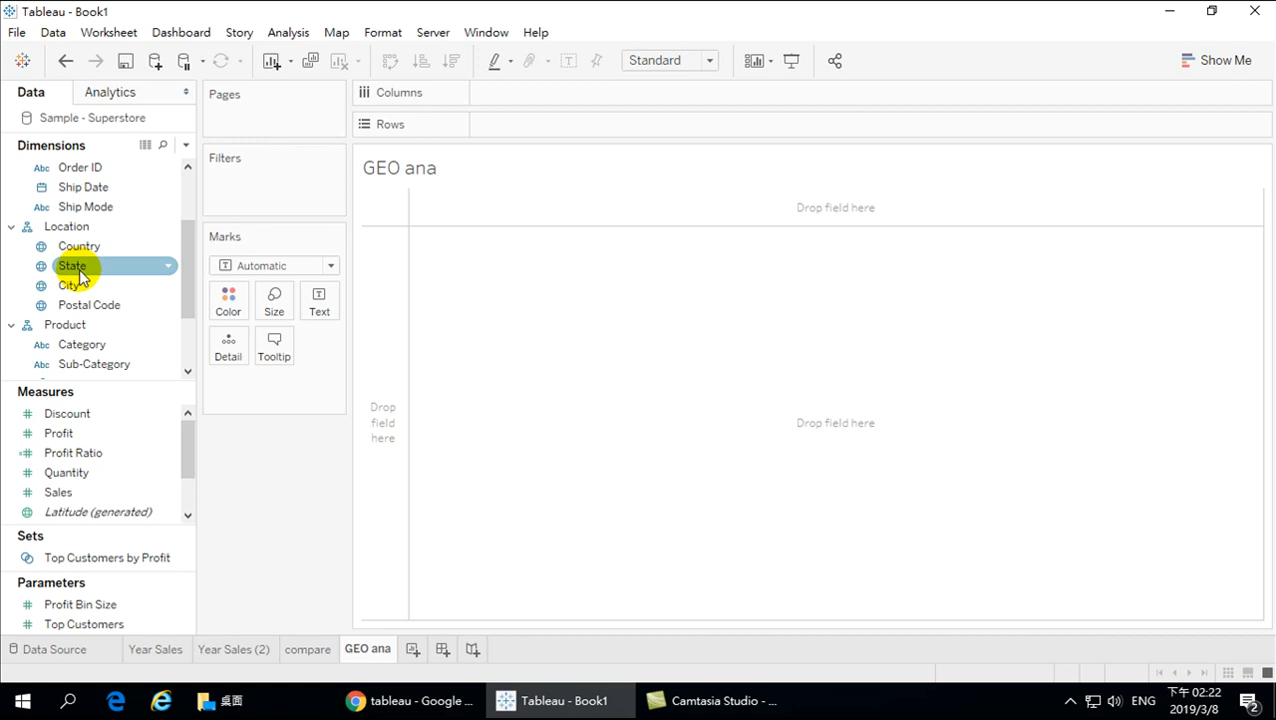 Tableau - Book1
File Data Worksheet Dashboard Story Analysis Map Format Server Window Help
Standard
Show Me
Data Analytics
Sample - Superstore
Dimensions
Abc Order ID
Ship Date
Abc Ship Mode
Location
Country
State
City
Postal Code
Product
Abc Category
Abc Sub-Category
Measures
Discount
Profit
Profit Ratio
Quantity
Sales
Latitude (generated)
Sets
Top Customers by Profit
Parameters
Profit Bin Size
Top Customers
Pages
Filters
Marks
Automatic
Color Size Text
Detail Tooltip
Columns
Rows
GEO ana
Drop field here
Drop
field
here
Drop field here
Data Source Year Sales Year Sales (2) compare GEO ana
桌面
tableau - Google ...
Tableau - Book1
Camtasia Studio - ...
ENG
下午 02:22
2019/3/8
2